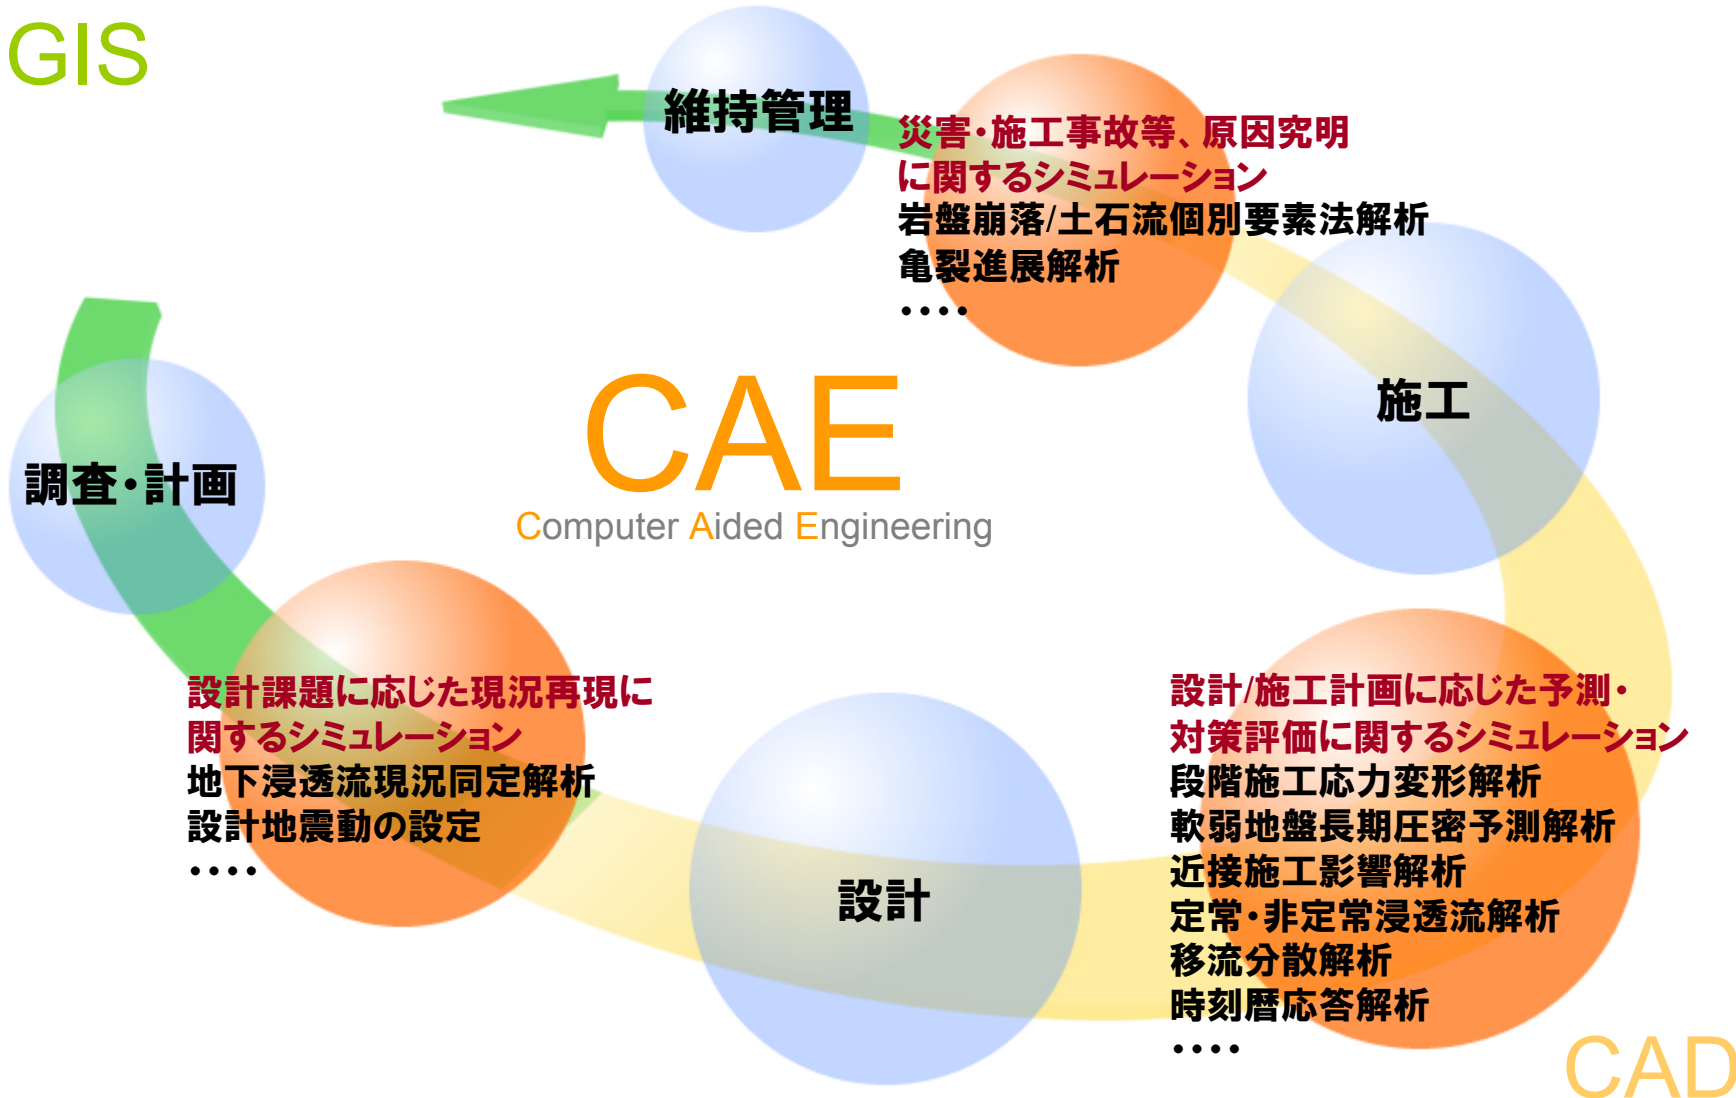 GIS
維持管理
災害・施工事故等、原因究明
に関するシミュレーション
岩盤崩落/土石流個別要素法解析
亀裂進展解析
・・・・
施工
CAE
Computer Aided Engineering
調査・計画
設計課題に応じた現況再現に
関するシミュレーション
地下浸透流現況同定解析
設計地震動の設定
・・・・
設計
設計/施工計画に応じた予測・
対策評価に関するシミュレーション
段階施工応力変形解析
軟弱地盤長期圧密予測解析
近接施工影響解析
定常・非定常浸透流解析
移流分散解析
時刻暦応答解析
・・・・
CAD